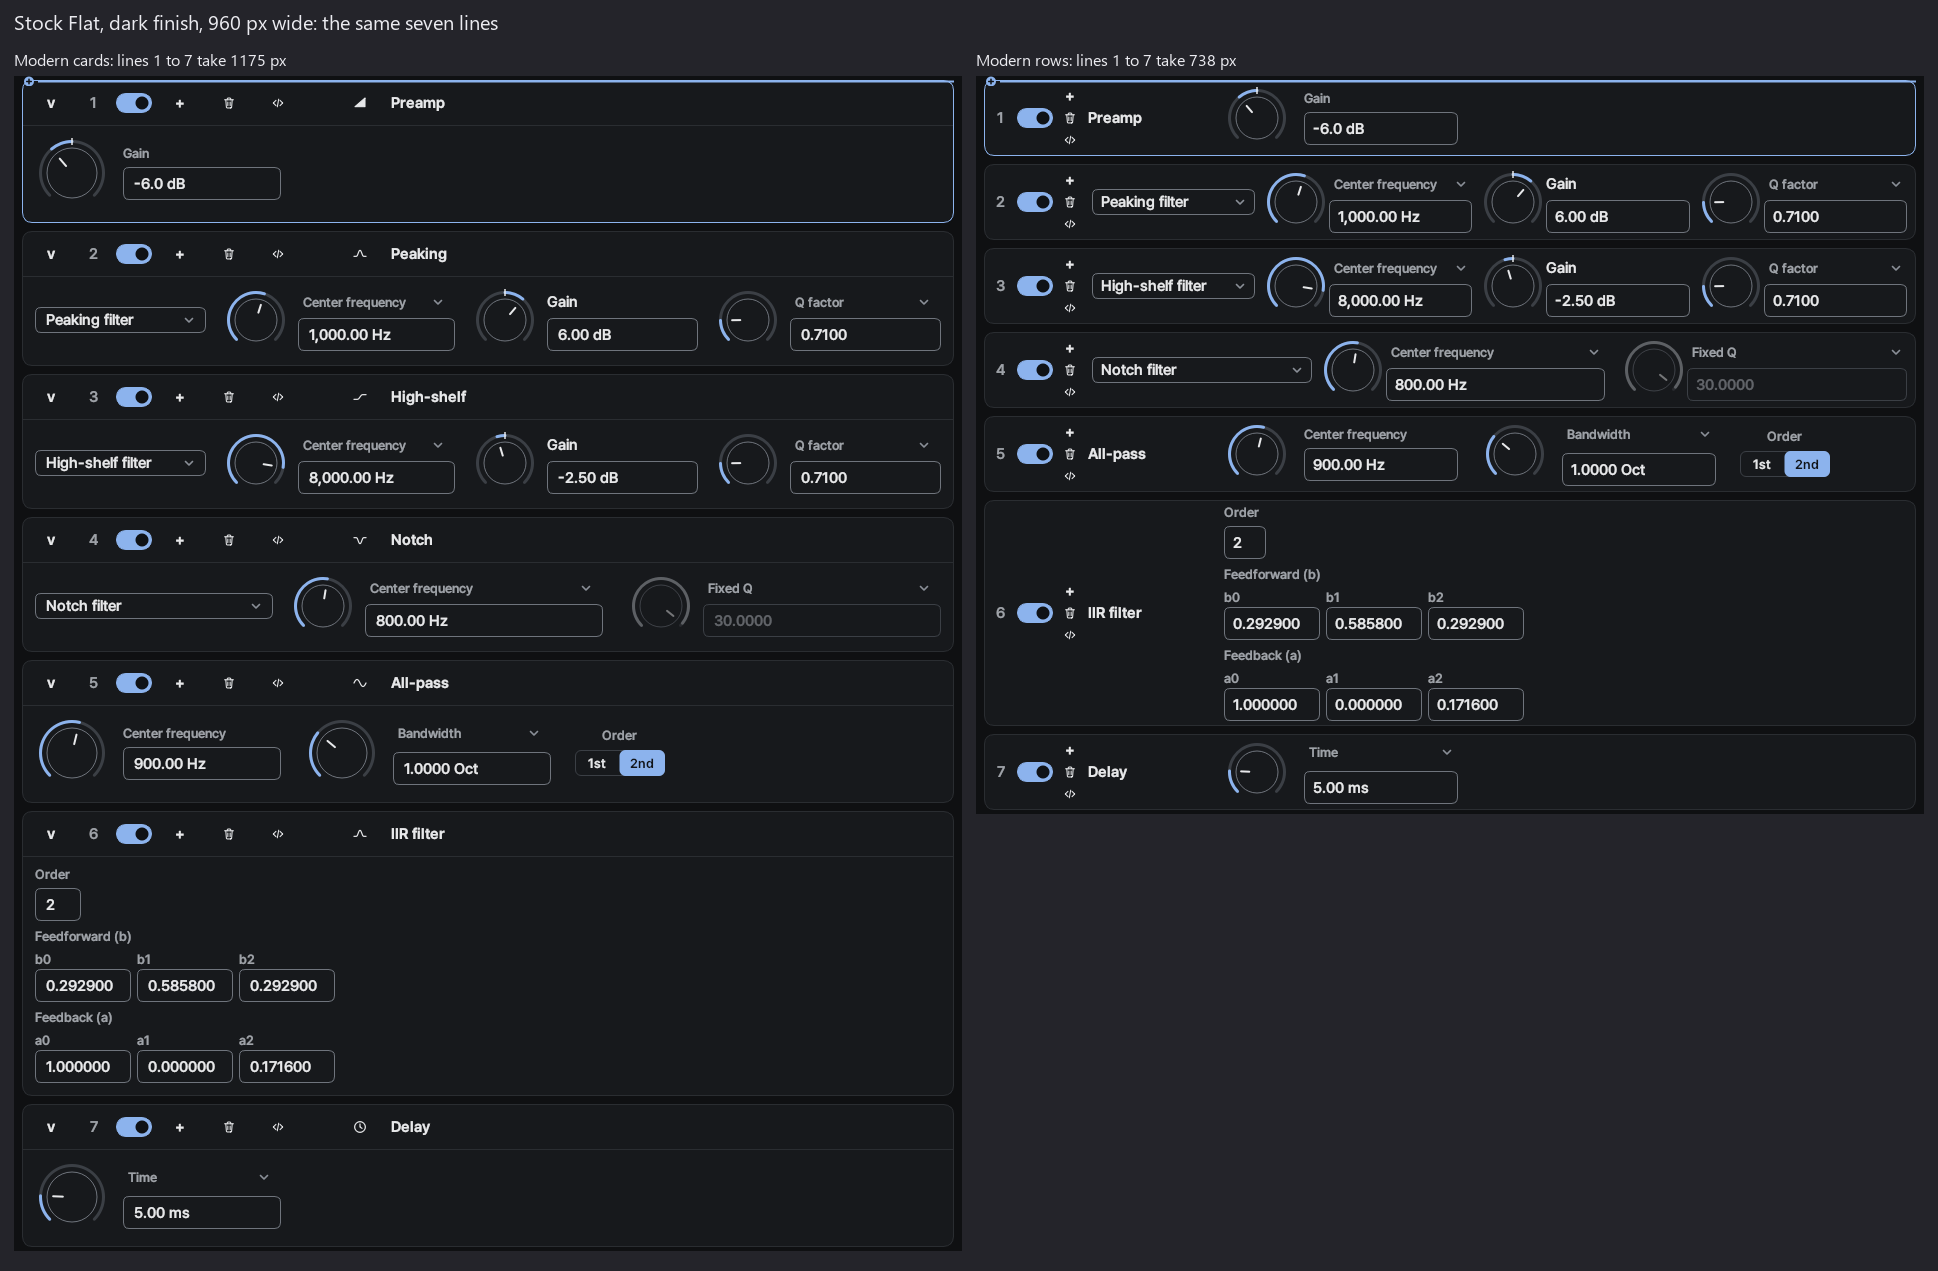 Stock Flat, dark finish, 960 px wide: the same seven lines
Modern cards: lines 1 to 7 take 1175 px
v 1 + </> Preamp
Gain
-6.0 dB
v 2 + </> Peaking
Peaking filter
Center frequency
1,000.00 Hz
Gain
6.00 dB
Q factor
0.7100
v 3 + </> High-shelf
High-shelf filter
Center frequency
8,000.00 Hz
Gain
-2.50 dB
Q factor
0.7100
v 4 + </> Notch
Notch filter
Center frequency
800.00 Hz
Fixed Q
30.0000
v 5 + </> All-pass
Center frequency
900.00 Hz
Bandwidth
1.0000 Oct
Order
1st 2nd
v 6 + </> IIR filter
Order
2
Feedforward (b)
b0 b1 b2
0.292900 0.585800 0.292900
Feedback (a)
a0 a1 a2
1.000000 0.000000 0.171600
v 7 + </> Delay
Time
5.00 ms
Modern rows: lines 1 to 7 take 738 px
1 + </> Preamp
Gain
-6.0 dB
2 + </> Peaking filter
Center frequency
1,000.00 Hz
Gain
6.00 dB
Q factor
0.7100
3 + </> High-shelf filter
Center frequency
8,000.00 Hz
Gain
-2.50 dB
Q factor
0.7100
4 + </> Notch filter
Center frequency
800.00 Hz
Fixed Q
30.0000
5 + </> All-pass
Center frequency
900.00 Hz
Bandwidth
1.0000 Oct
Order
1st 2nd
6 + </> IIR filter
Order
2
Feedforward (b)
b0 b1 b2
0.292900 0.585800 0.292900
Feedback (a)
a0 a1 a2
1.000000 0.000000 0.171600
7 + </> Delay
Time
5.00 ms